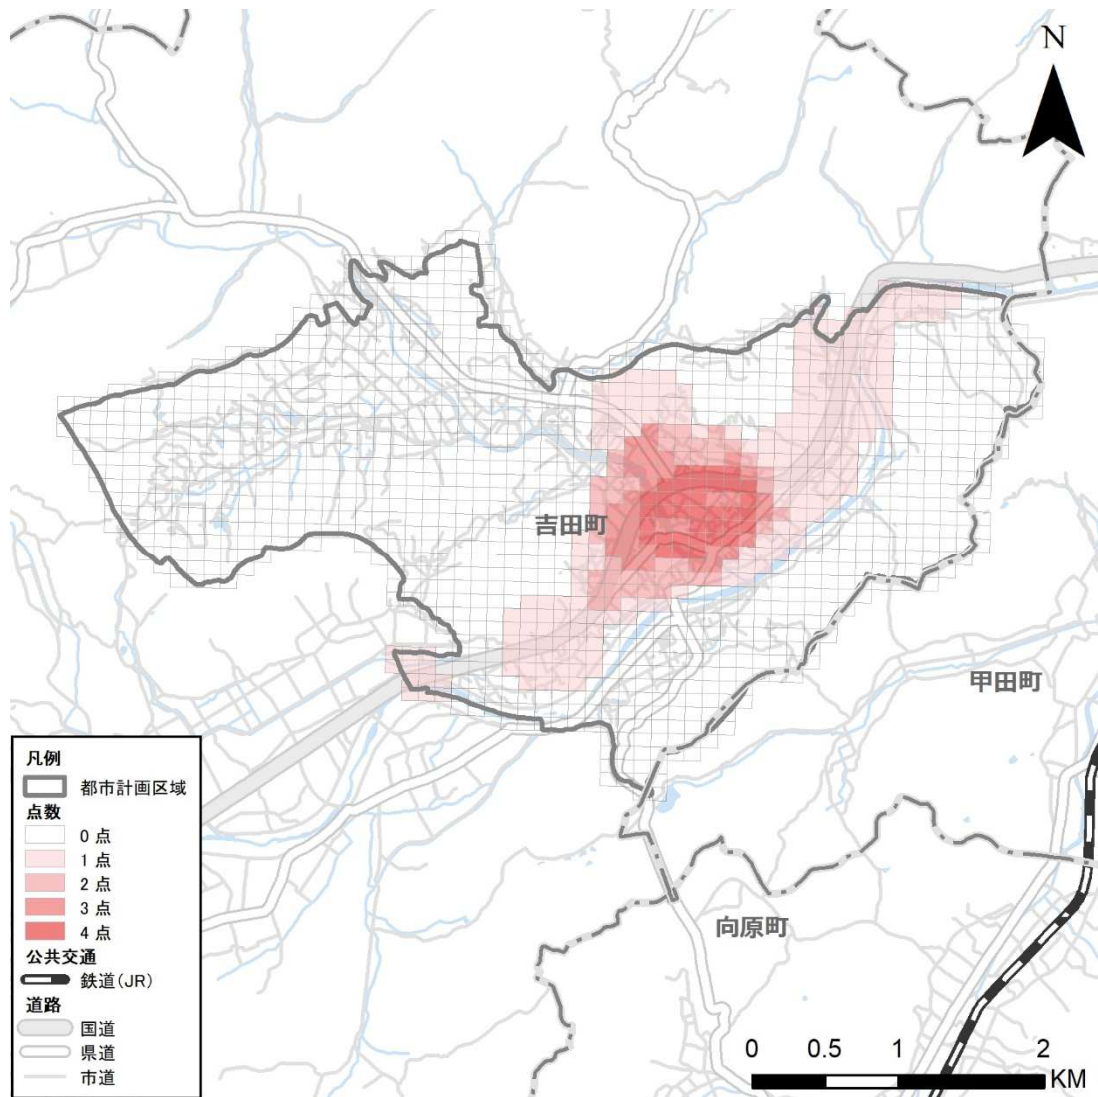 N
吉田町
甲田町
向原町
凡例
都市計画区域
点数
0 点
1 点
2 点
3 点
4 点
公共交通
鉄道(JR)
道路
国道
県道
市道
0 0.5 1 2
KM